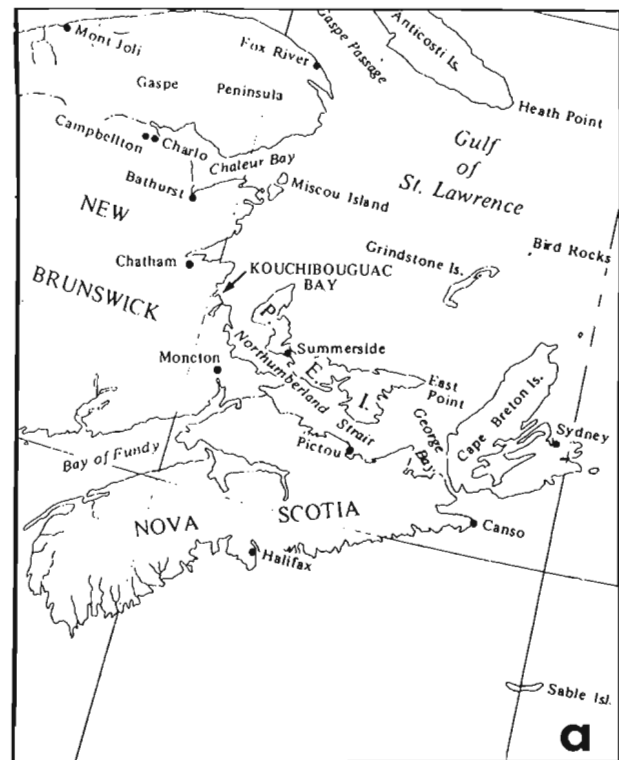 Mont Joli
Fox River
Gaspe Passage
Anticosti Is.
Gaspe Peninsula
Heath Point
Campbellton
Charlo
Gulf
of
St. Lawrence
Chaleur Bay
Bathurst
Miscou Island
NEW
BRUNSWICK
Grindstone Is.
Bird Rocks
Chatham
KOUCHIBOUGUAC
BAY
P.
E.
I.
Summerside
Moncton
Northumberland Strait
East
Point
Cape Breton Is.
Sydney
George
Bay
Pictou
Bay of Fundy
NOVA SCOTIA
Canso
Halifax
Sable Isl.
a